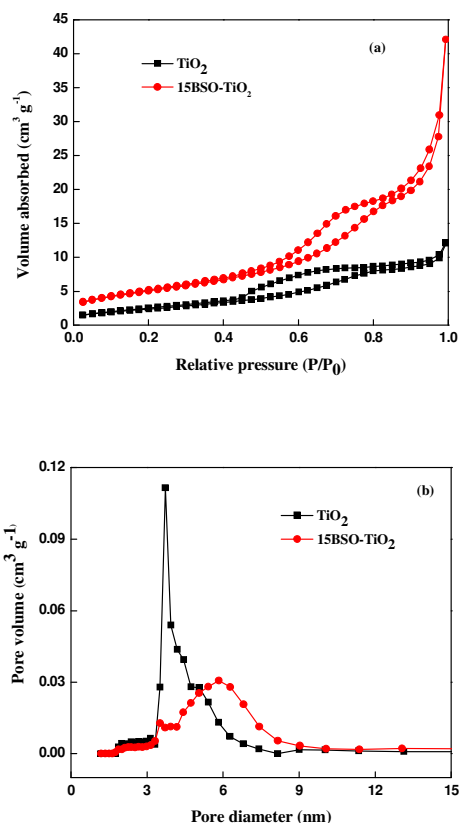 (a)
TiO2
15BSO-TiO2
Volume absorbed (cm3 g-1)
45
40
35
30
25
20
15
10
5
0
0.0 0.2 0.4 0.6 0.8 1.0
Relative pressure (P/P0)
(b)
TiO2
15BSO-TiO2
Pore volume (cm3 g-1)
0.12
0.09
0.06
0.03
0.00
0 3 6 9 12 15
Pore diameter (nm)